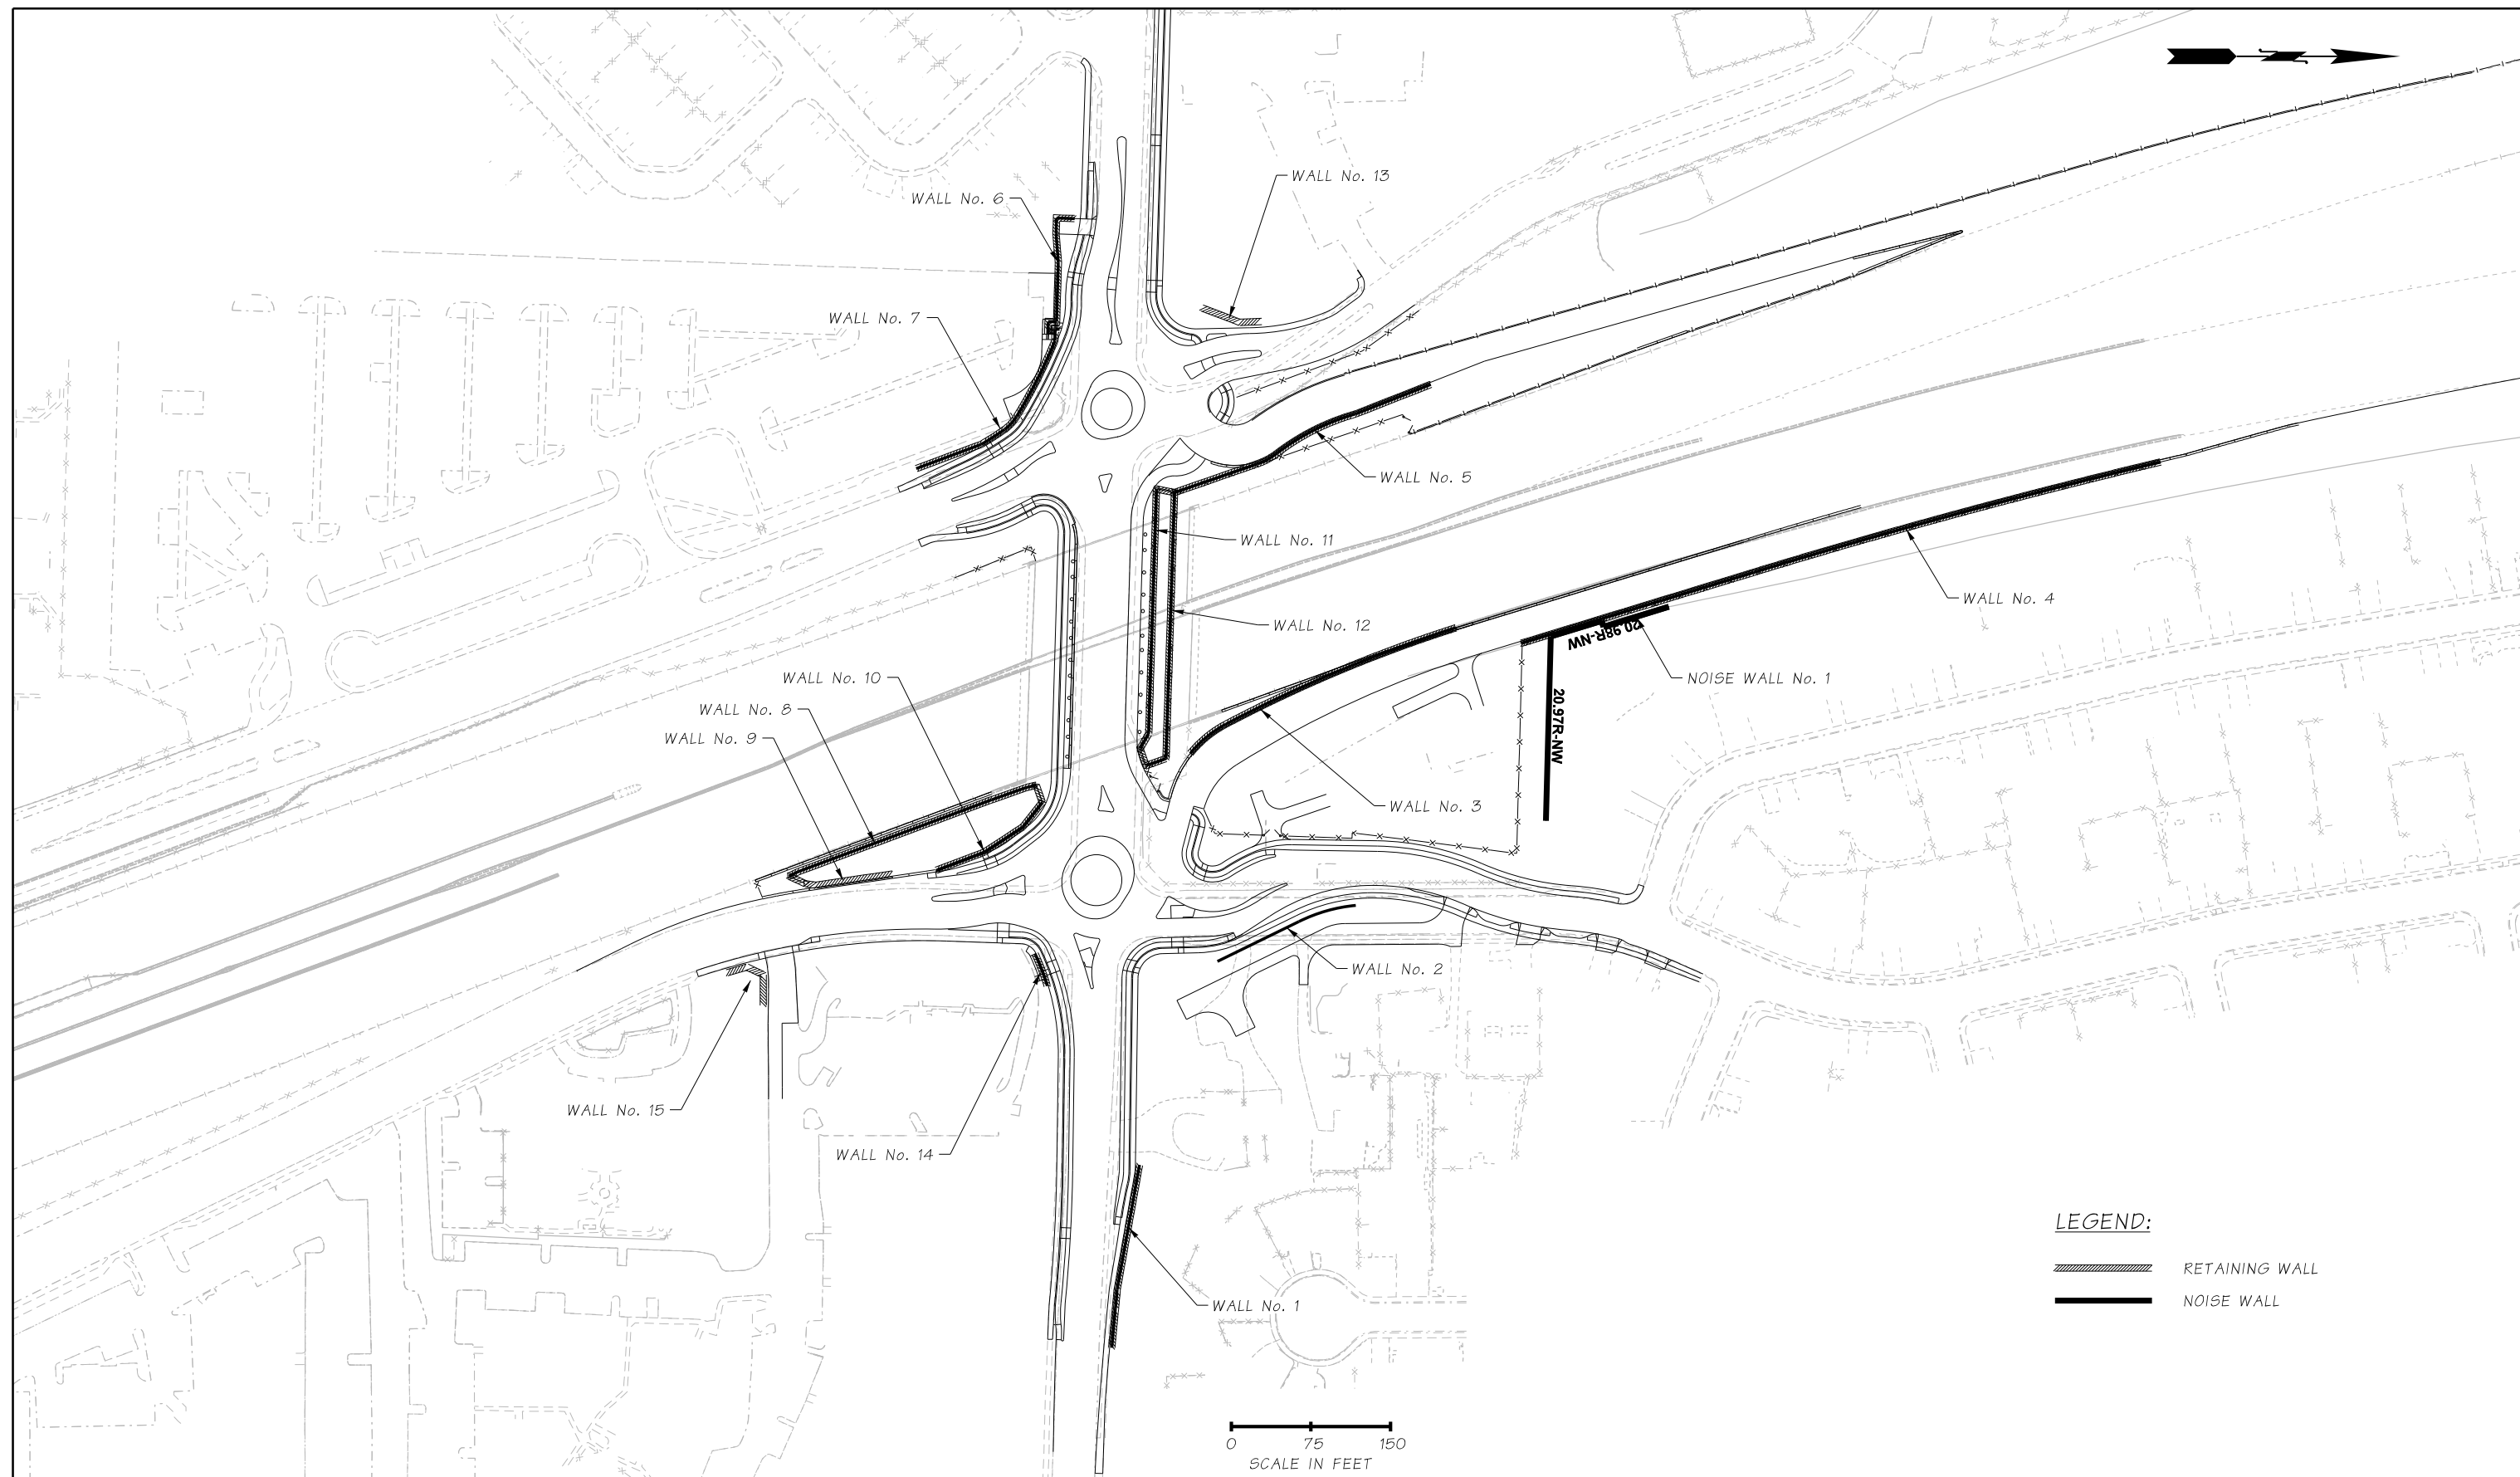 WALL No. 13
WALL No. 6
WALL No. 7
WALL No. 5
WALL No. 11
WALL No. 4
WALL No. 12
20.98R-NW
WALL No. 10
NOISE WALL No. 1
WALL No. 8
20.97R-NW
WALL No. 9
WALL No. 3
WALL No. 2
WALL No. 15
WALL No. 14
LEGEND:
RETAINING WALL
NOISE WALL
WALL No. 1
0 75 150
SCALE IN FEET